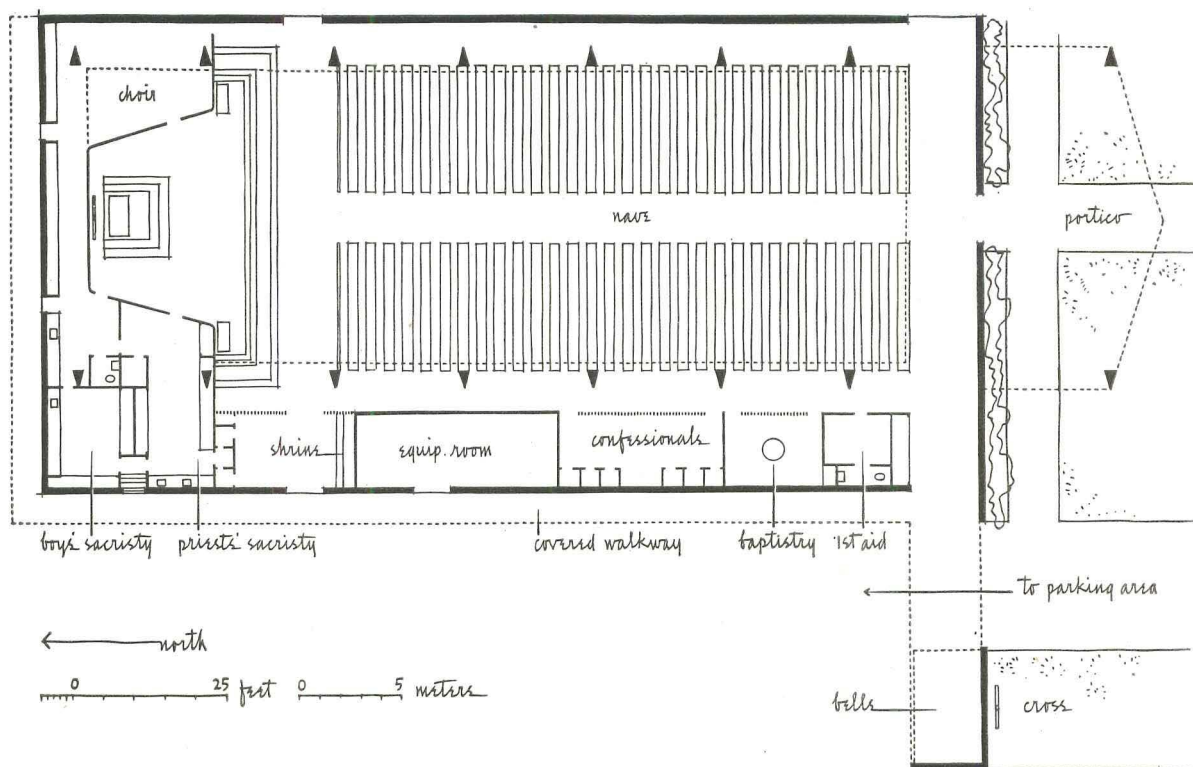 choir
nave
portico
shrine
equip. room
confessionals
boys' sacristy
priests' sacristy
covered walkway
baptistry
1st aid
to parking area
north
0 25 feet 0 5 meters
bells
cross